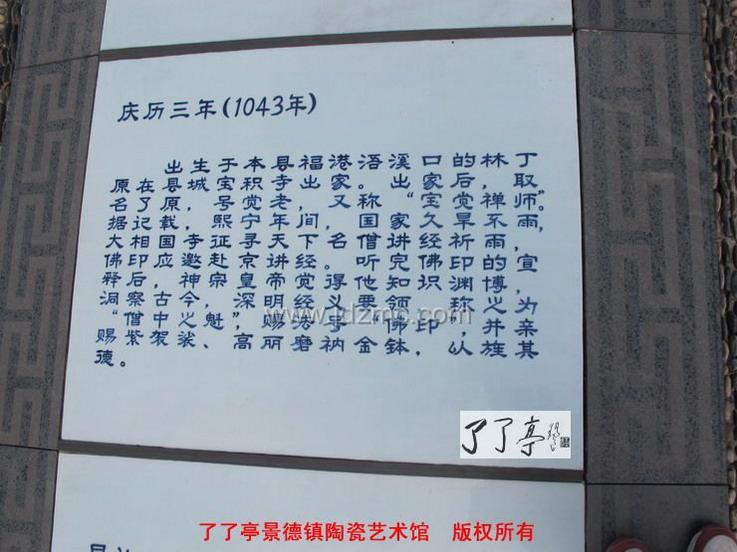 庆历三年(1043年)
出生于本县福港浯溪口的林丁
原在县城宝积寺出家。出家后,取
名了原,号觉老,又称“宝觉禅师”。
据记载,熙宁年间,国家久旱不雨,
大相国寺征寻天下名僧讲经祈雨,
佛印应邀赴京讲经。听完佛印的宣
释后,神宗皇帝觉得他知识渊博,
洞察古今,深明经义要领,称之为
“僧中之魁”,赐法号“佛印”,并亲
赐紫袈裟、高丽磨衲金钵,以旌其
德。
www.jdzmc.com
了了亭
了了亭景德镇陶瓷艺术馆 版权所有